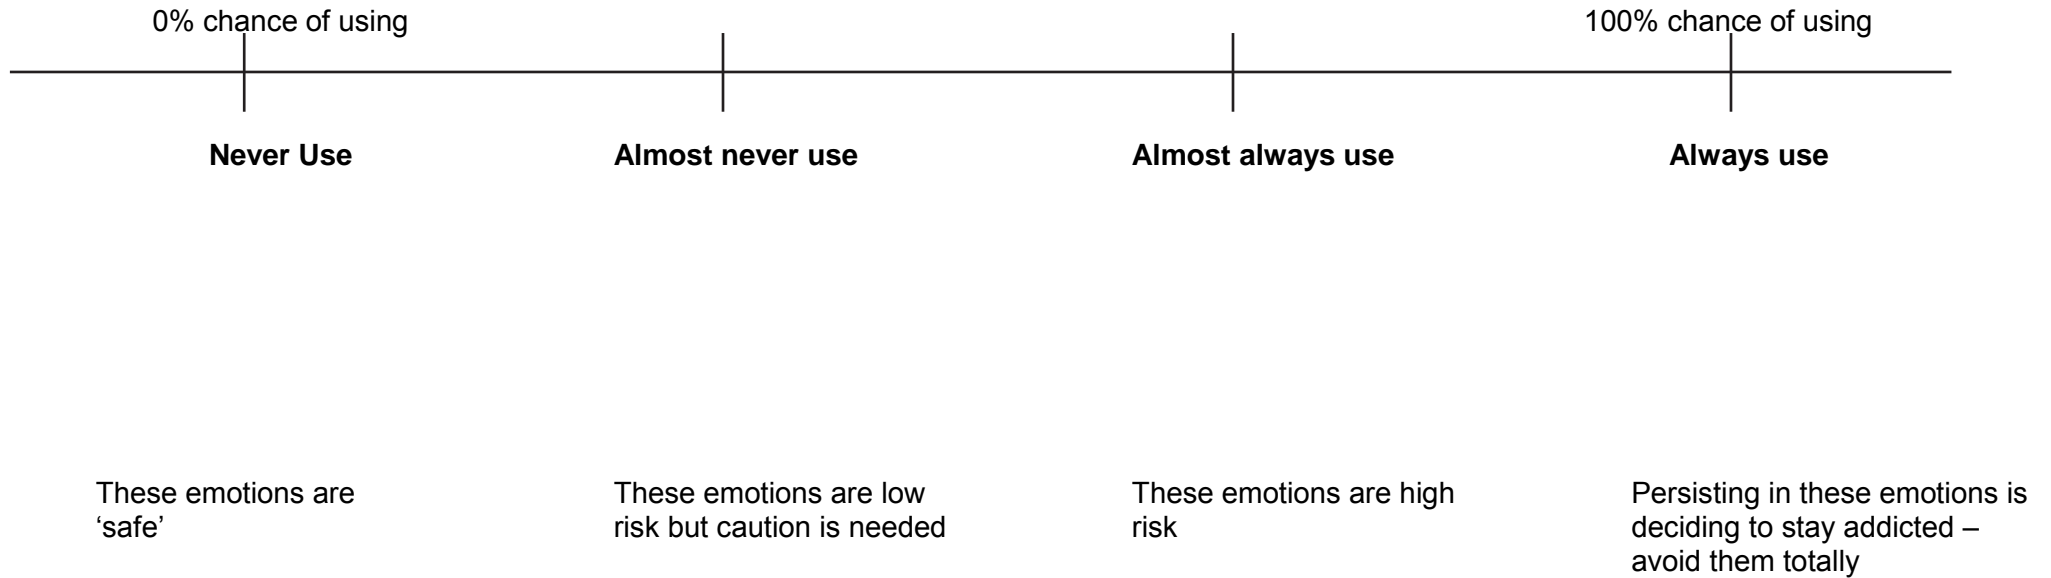 0% chance of using
100% chance of using
Never Use
Almost never use
Almost always use
Always use
These emotions are
‘safe’
These emotions are low
risk but caution is needed
These emotions are high
risk
Persisting in these emotions is
deciding to stay addicted –
avoid them totally